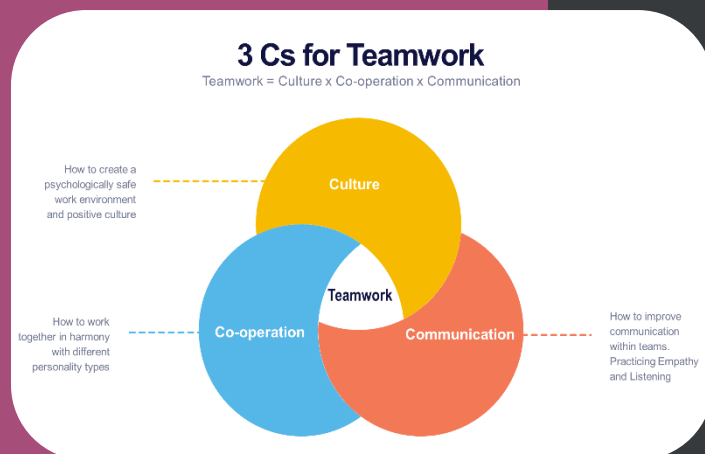 3 Cs for Teamwork
Teamwork = Culture x Co-operation x Communication
How to create a
psychologically safe
work environment
and positive culture
Culture
Teamwork
How to work
together in harmony
with different
personality types
Co-operation
Communication
How to improve
communication
within teams.
Practicing Empathy
and Listening